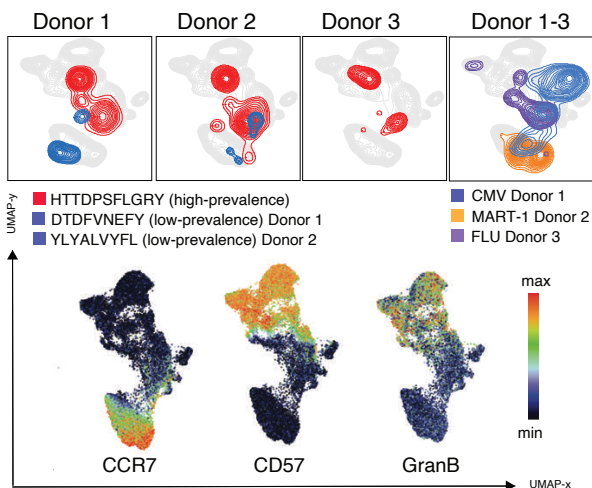 Donor 1
Donor 2
Donor 3
Donor 1-3
HTTDPSFLGRY (high-prevalence)
DTDFVNEFY (low-prevalence) Donor 1
YLYALVYFL (low-prevalence) Donor 2
CMV Donor 1
MART-1 Donor 2
FLU Donor 3
UMAP-y
max
min
CCR7
CD57
GranB
UMAP-x